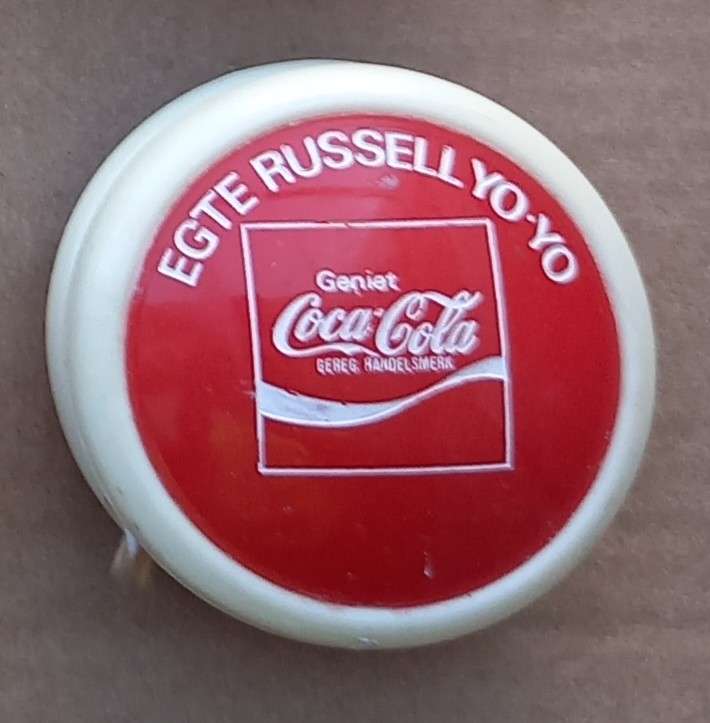 EGTE RUSSELL YO-YO
Geniet
Coca-Cola
GEREG. HANDELSMERK